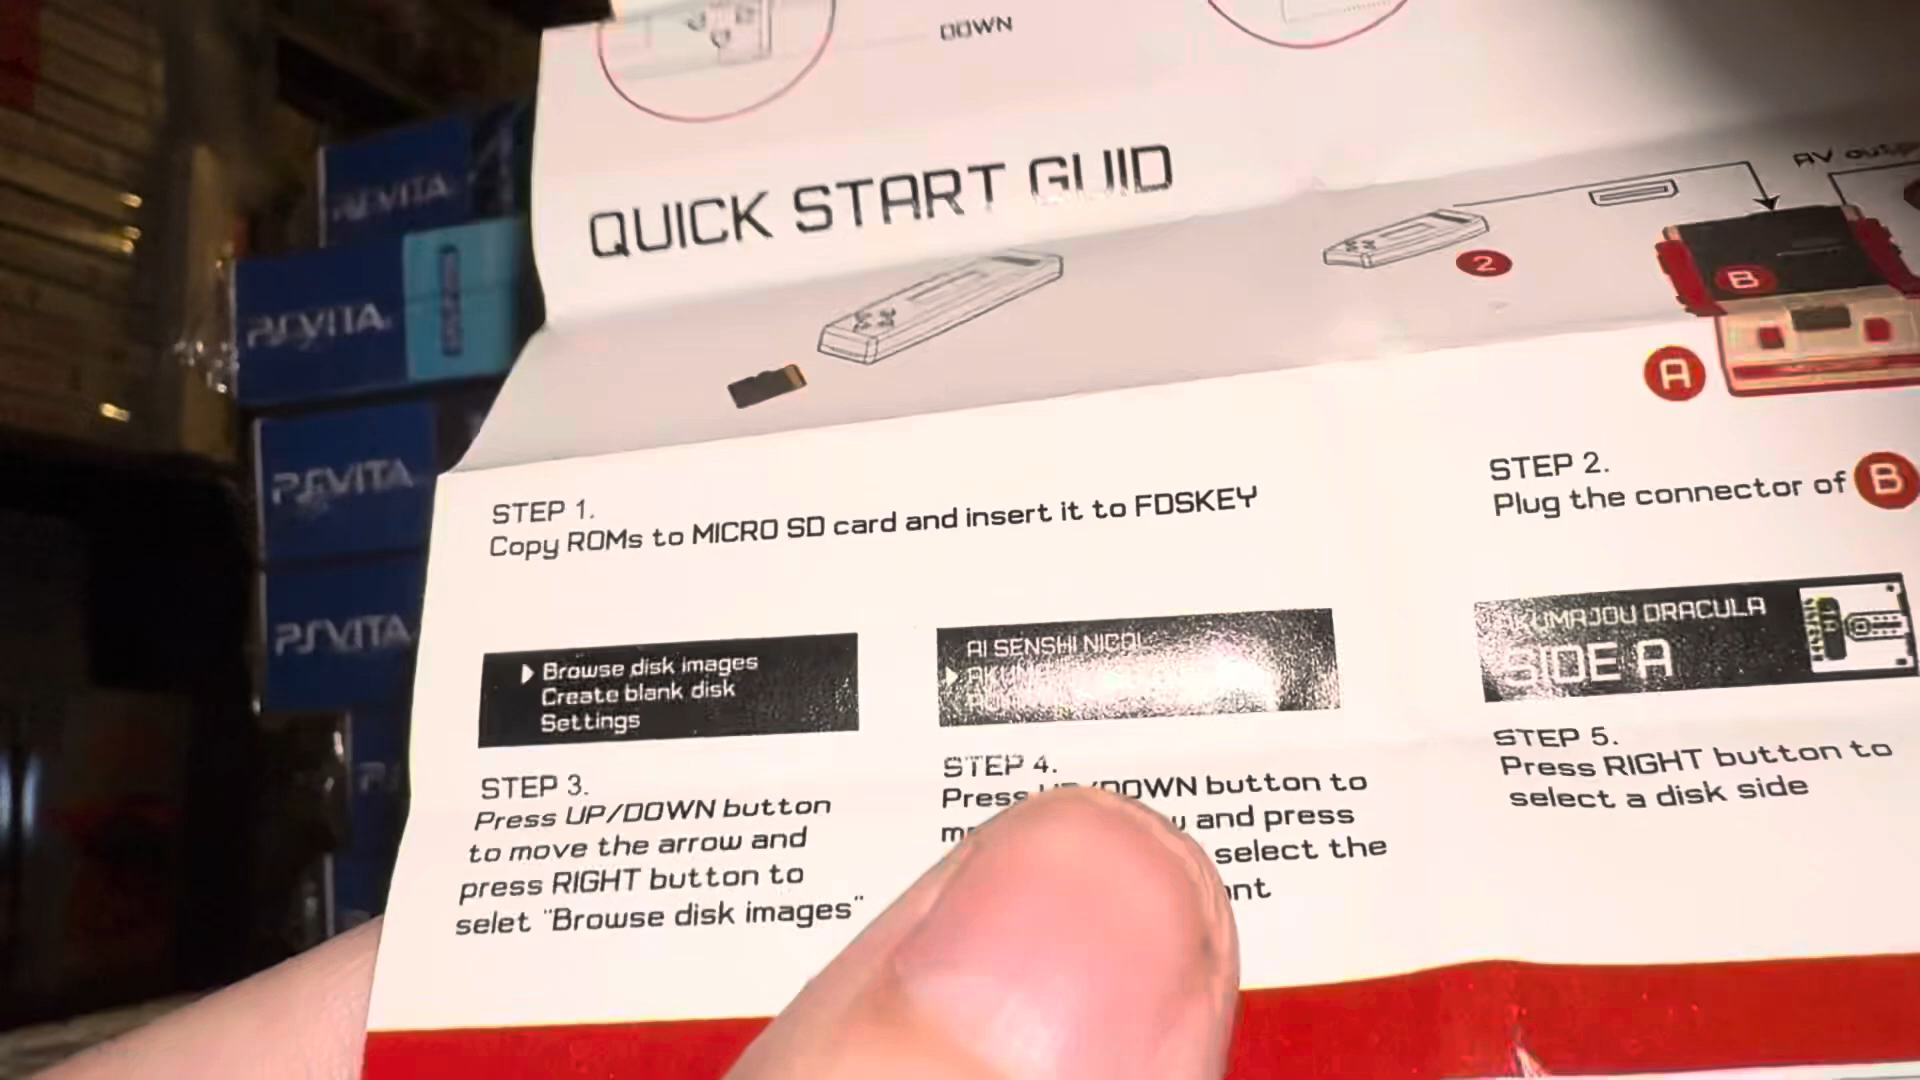 DOWN
QUICK START GUID
AV
2
B
A
PSVITA
PSVITA
PSVITA
PSVITA
STEP 1.
Copy ROMs to MICRO SD card and insert it to FDSKEY
STEP 2.
Plug the connector of B
Browse disk images
Create blank disk
Settings
AI SENSHI NICOL
DRACULA
SIDE A
STEP 3.
Press UP/DOWN button
to move the arrow and
press RIGHT button to
selet "Browse disk images"
STEP 4.
Press /DOWN button to
and press
select the
STEP 5.
Press RIGHT button to
select a disk side